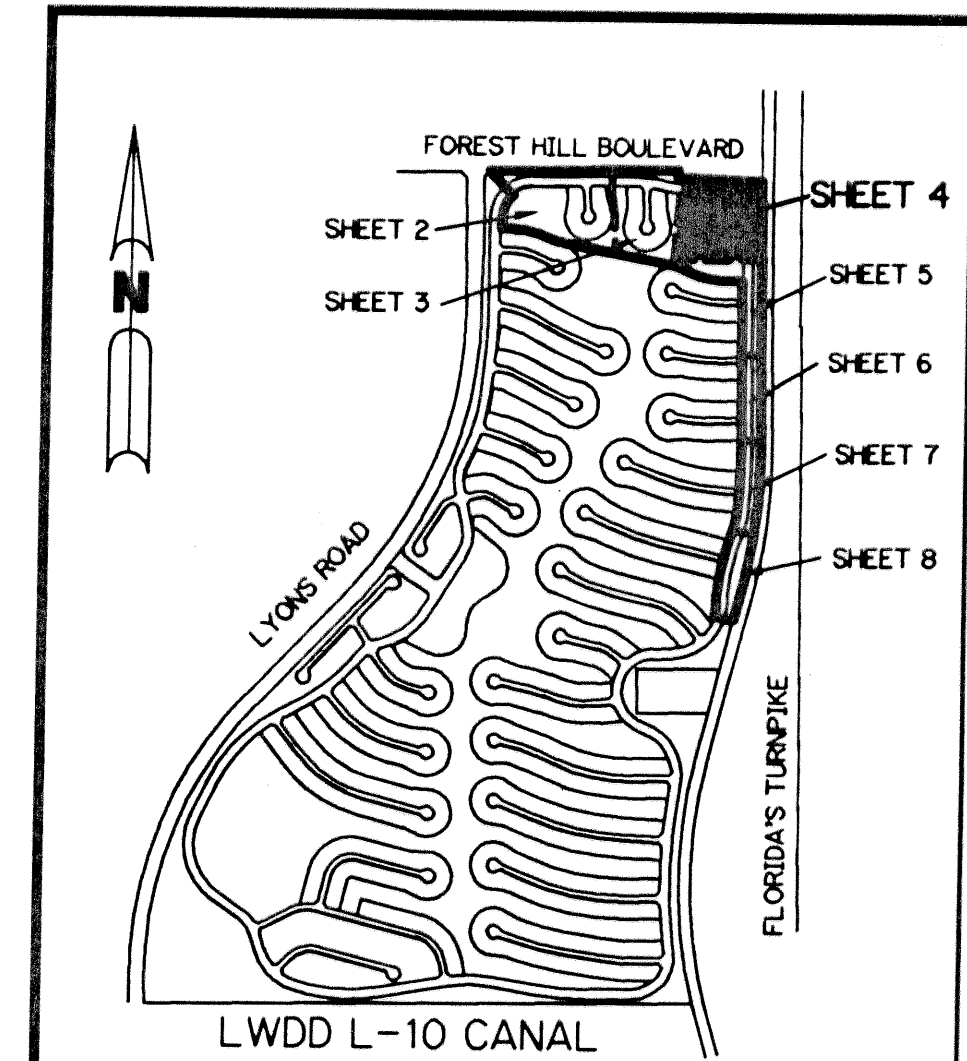 FOREST HILL BOULEVARD
SHEET 4
SHEET 2
SHEET 5
N
SHEET 3
SHEET 6
SHEET 7
LYONS ROAD
SHEET 8
FLORIDA'S TURNPIKE
LWDD L-10 CANAL